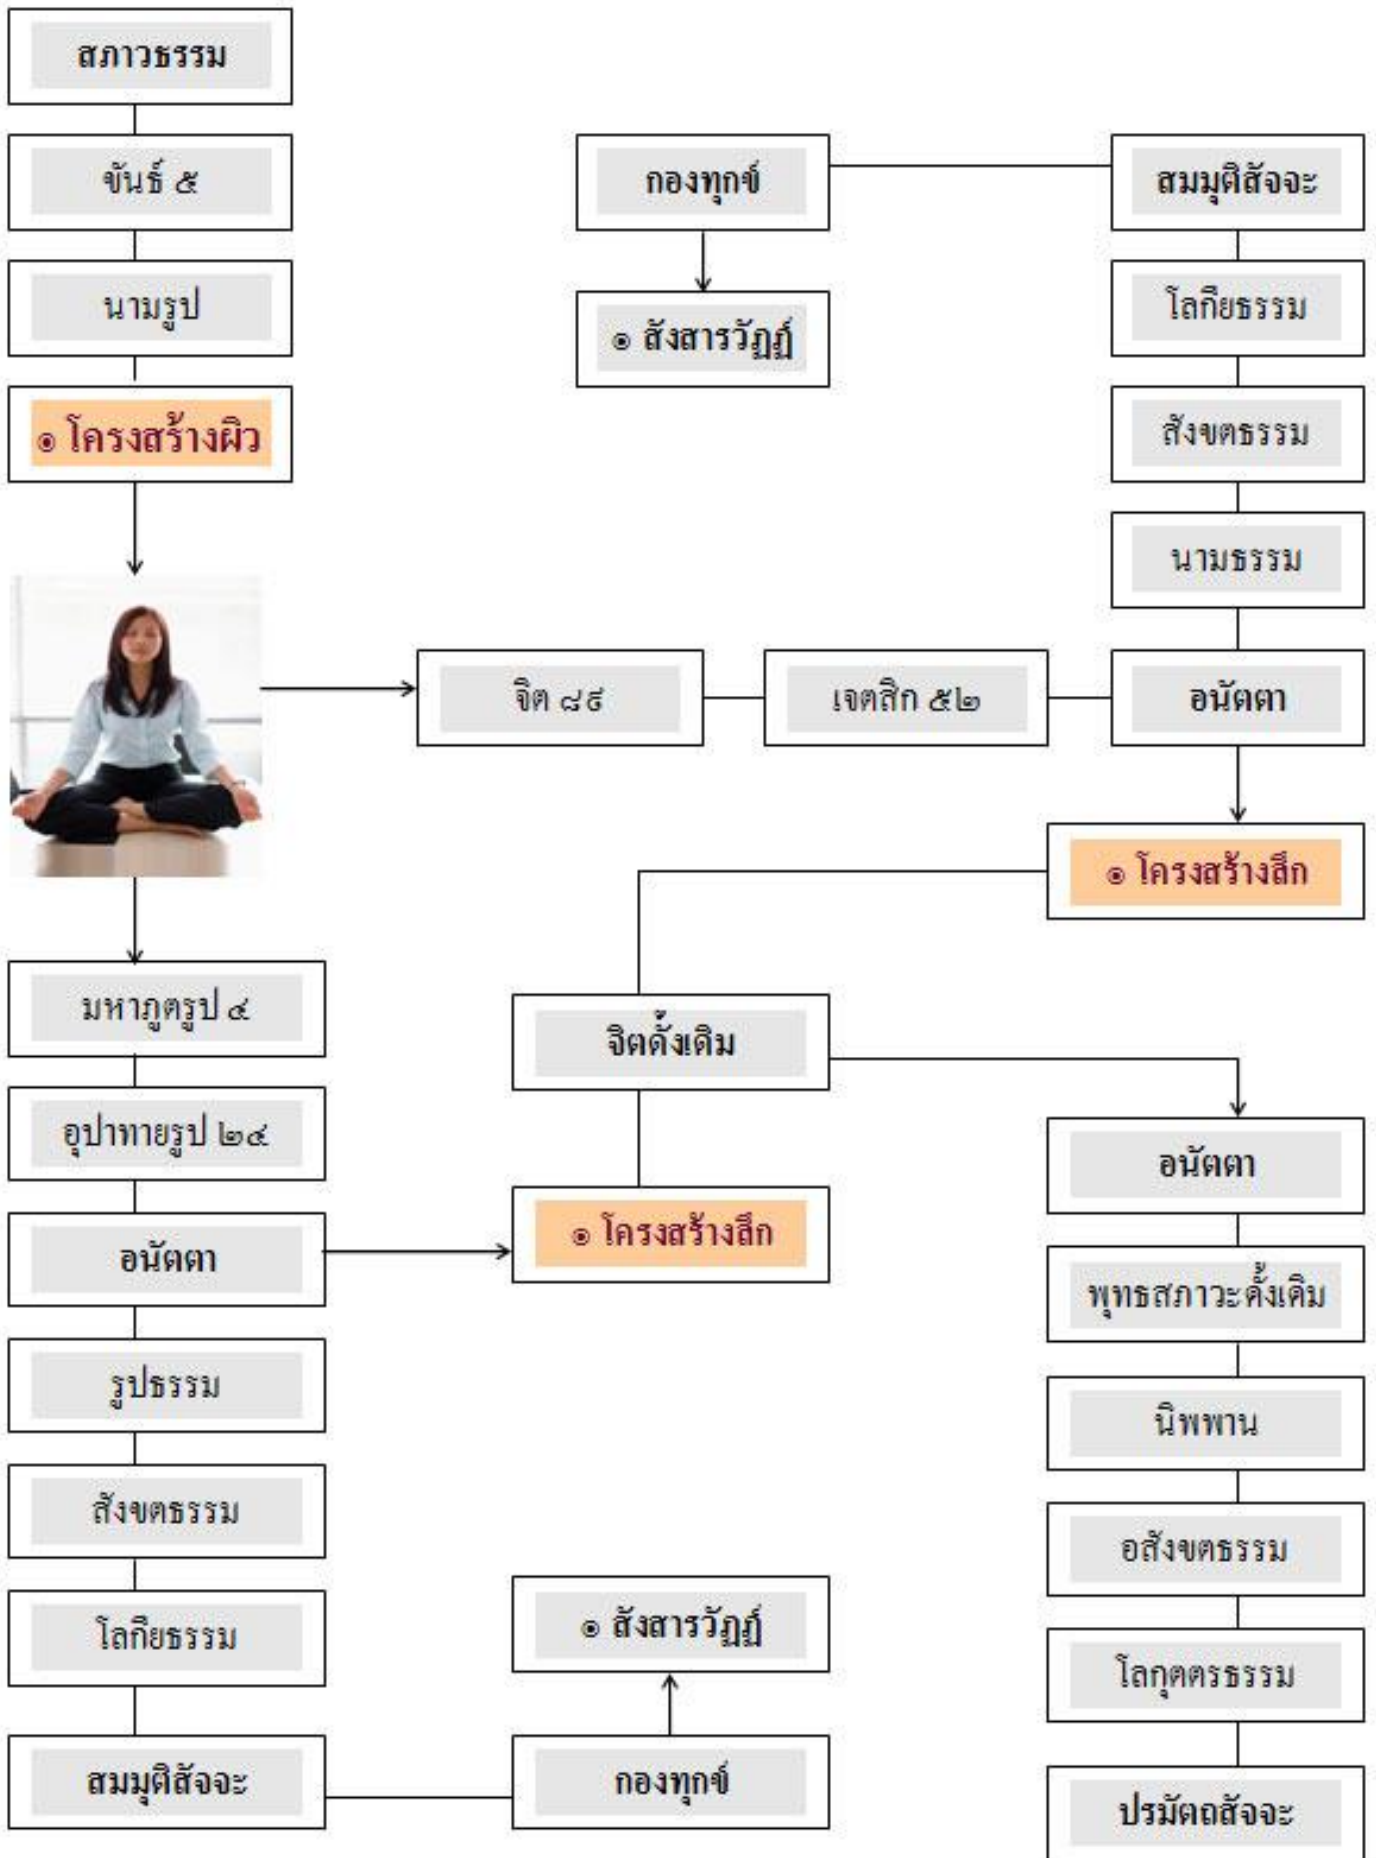 สภาวธรรม
ขันธ์ ๕
กองทุกข์
สมมุติสัจจะ
นามรูป
โลกียธรรม
๏ สังสารวัฏฏ์
๏ โครงสร้างผิว
สังขตธรรม
นามธรรม
จิต ๘๙
เจตสิก ๕๒
อนัตตา
๏ โครงสร้างลึก
มหาภูตรูป ๔
จิตดั้งเดิม
อุปาทายรูป ๒๔
อนัตตา
อนัตตา
๏ โครงสร้างลึก
พุทธสภาวะดั้งเดิม
รูปธรรม
นิพพาน
สังขตธรรม
อสังขตธรรม
โลกียธรรม
๏ สังสารวัฏฏ์
โลกุตตรธรรม
สมมุติสัจจะ
กองทุกข์
ปรมัตถสัจจะ